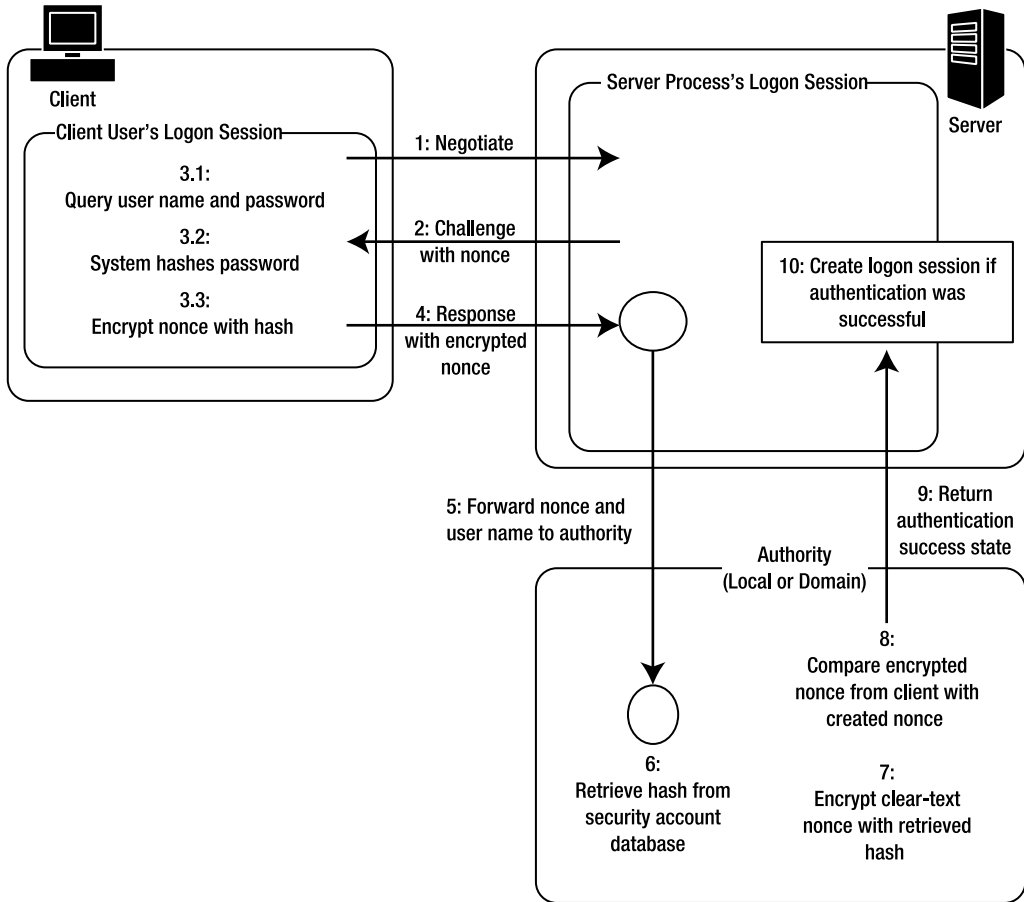 Client
Server
Client User's Logon Session
Server Process's Logon Session
1: Negotiate
3.1:
Query user name and password
2: Challenge
with nonce
3.2:
System hashes password
3.3:
Encrypt nonce with hash
4: Response
with encrypted
nonce
10: Create logon session if
authentication was
successful
5: Forward nonce and
user name to authority
9: Return
authentication
success state
Authority
(Local or Domain)
6:
Retrieve hash from
security account
database
8:
Compare encrypted
nonce from client with
created nonce
7:
Encrypt clear-text
nonce with retrieved
hash